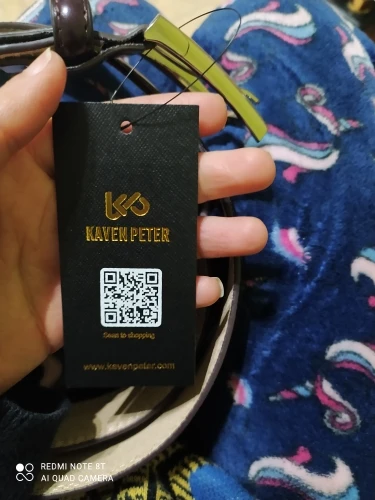 KAVEN PETER
Scan to shopping
www.kavenpeter.com
REDMI NOTE 8T
AI QUAD CAMERA